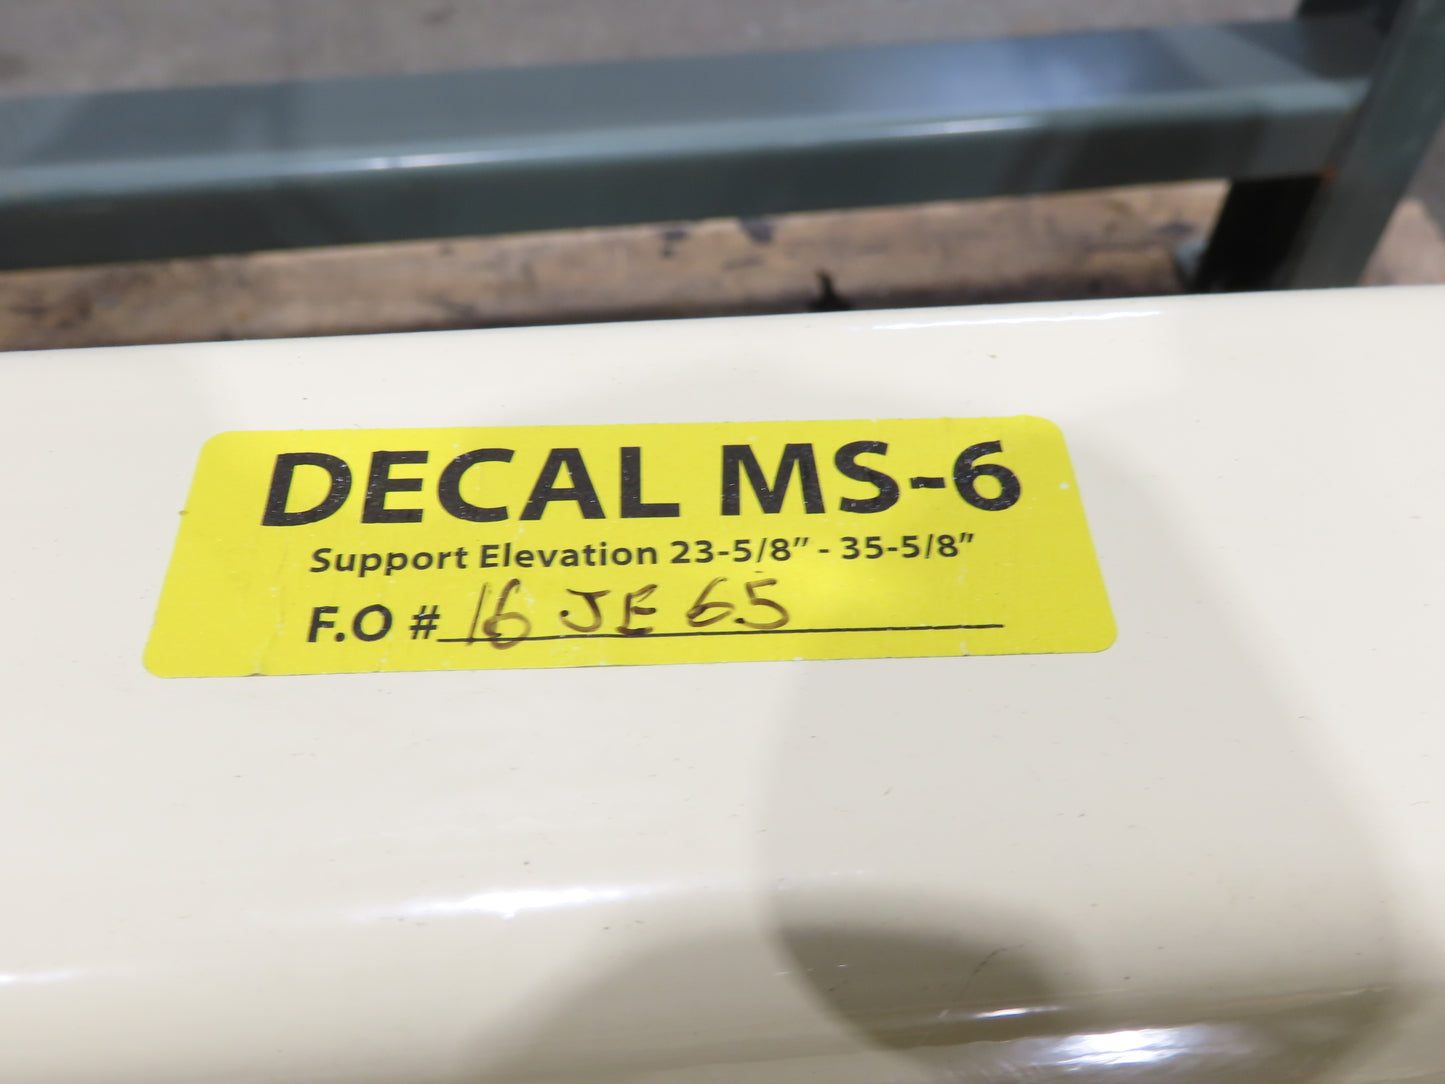 DECAL MS-6
Support Elevation 23-5/8" - 35-5/8"
F.O # 16 JE 65